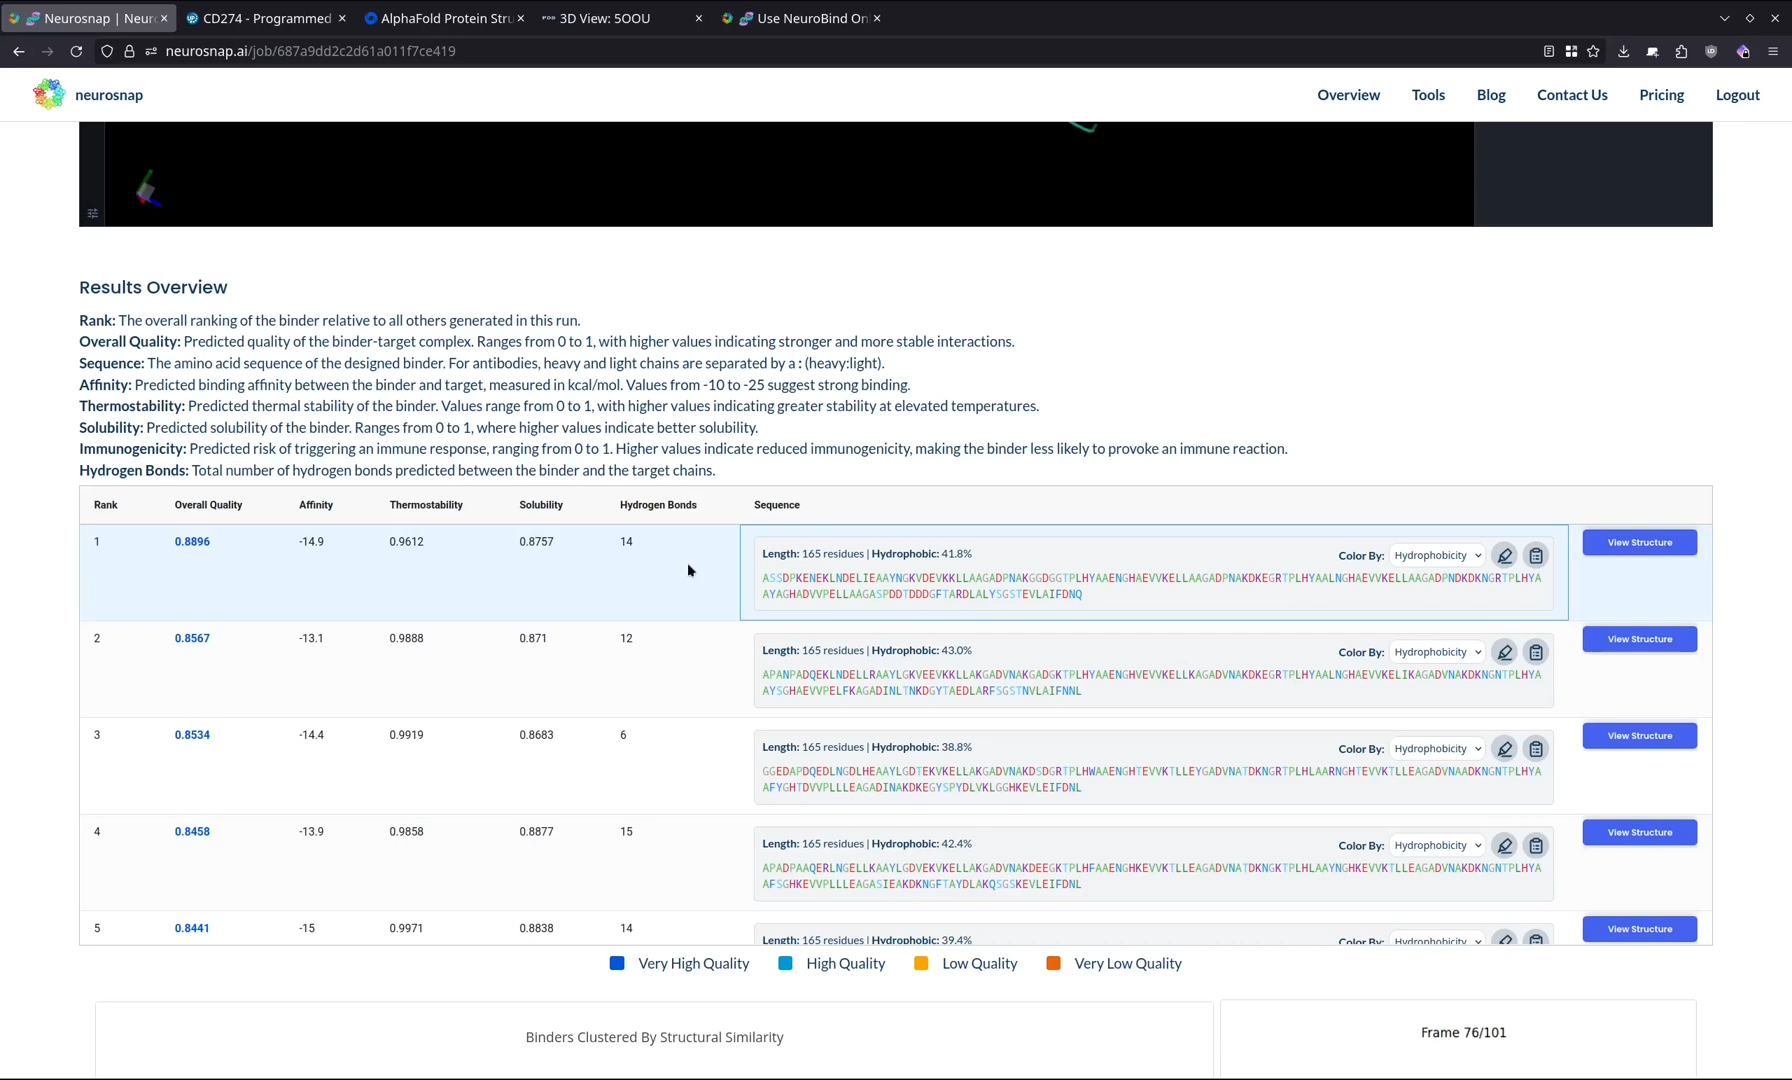 Neurosnap | Neuro
CD274 - Programmed
AlphaFold Protein Stru
3D View: 5OOU
Use NeuroBind On
neurosnap.ai/job/687a9dd2c2d61a011f7ce419
neurosnap
Overview
Tools
Blog
Contact Us
Pricing
Logout
Results Overview
Rank: The overall ranking of the binder relative to all others generated in this run.
Overall Quality: Predicted quality of the binder-target complex. Ranges from 0 to 1, with higher values indicating stronger and more stable interactions.
Sequence: The amino acid sequence of the designed binder. For antibodies, heavy and light chains are separated by a : (heavy:light).
Affinity: Predicted binding affinity between the binder and target, measured in kcal/mol. Values from -10 to -25 suggest strong binding.
Thermostability: Predicted thermal stability of the binder. Values range from 0 to 1, with higher values indicating greater stability at elevated temperatures.
Solubility: Predicted solubility of the binder. Ranges from 0 to 1, where higher values indicate better solubility.
Immunogenicity: Predicted risk of triggering an immune response, ranging from 0 to 1. Higher values indicate reduced immunogenicity, making the binder less likely to provoke an immune reaction.
Hydrogen Bonds: Total number of hydrogen bonds predicted between the binder and the target chains.
Rank Overall Quality Affinity Thermostability Solubility Hydrogen Bonds Sequence
1 0.8896 -14.9 0.9612 0.8757 14
Length: 165 residues | Hydrophobic: 41.8% Color By: Hydrophobicity
ASSDPKENEKLNDELIEAAYNGKVDEVKKLLAAGADPNAKGGDGGTPLHYAAENGHAEVVKELLAAGADPNAKDKEGRTPLHYAALNGHAEVVKELLAAGADPNDKDKNGRTPLHYA
AYAGHADVVPELLAAGASPDDTDDDGFTARDLALYSGSTEVLAIFDNQ
View Structure
2 0.8567 -13.1 0.9888 0.871 12
Length: 165 residues | Hydrophobic: 43.0% Color By: Hydrophobicity
APANPADQEKLNDELLRAAYLGKVEEVKKLLAKGADVNAKGADGKTPLHYAAENGHVEVVKELLKAGADVNAKDKEGRTPLHYAALNGHAEVVKELIKAGADVNAKDKNGNTPLHYA
AYSGHAEVVPELFKAGADINLTNKDGYTAEDLARFSGSTNVLAIFNNL
View Structure
3 0.8534 -14.4 0.9919 0.8683 6
Length: 165 residues | Hydrophobic: 38.8% Color By: Hydrophobicity
GGEDAPDQEDLNGDLHEAAYLGDTEKVKELLAKGADVNAKDSDGRTPLHWAAENGHTEVVKTLLEYGADVNATDKNGRTPLHLAARNGHTEVVKTLLEAGADVNAADKNGNTPLHYA
AFYGHTDVVPLLLEAGADINAKDKEGYSPYDLVKLGGHKEVLEIFDNL
View Structure
4 0.8458 -13.9 0.9858 0.8877 15
Length: 165 residues | Hydrophobic: 42.4% Color By: Hydrophobicity
APADPAAQERLNGELLKAAYLGDVEKVKELLAKGADVNAKDEEGKTPLHFAAENGHKEVVKTLLEAGADVNATDKNGKTPLHLAAYNGHKEVVKTLLEAGADVNAKDKNGNTPLHYA
AFSGHKEVVPLLLEAGASIEAKDKNGFTAYDLAKQSGSKEVLEIFDNL
View Structure
5 0.8441 -15 0.9971 0.8838 14
Length: 165 residues | Hydrophobic: 39.4% Color By: Hydrophobicity
View Structure
Very High Quality High Quality Low Quality Very Low Quality
Binders Clustered By Structural Similarity
Frame 76/101